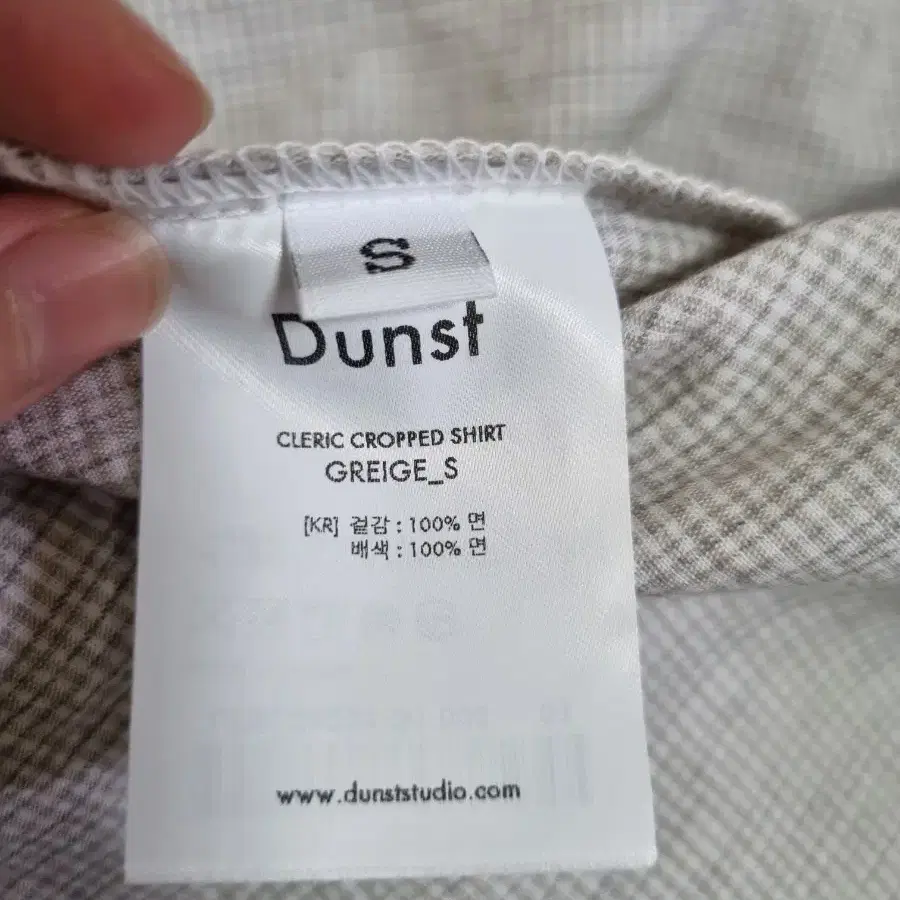 S
Dunst
CLERIC CROPPED SHIRT
GREIGE_S
[KR] 겉감 : 100% 면
배색 : 100% 면
www.dunststudio.com